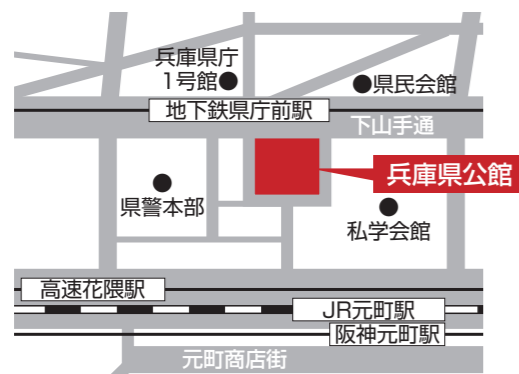 兵庫県庁
1号館
県民会館
地下鉄県庁前駅
下山手通
兵庫県公館
県警本部
私学会館
高速花隈駅
JR元町駅
阪神元町駅
元町商店街